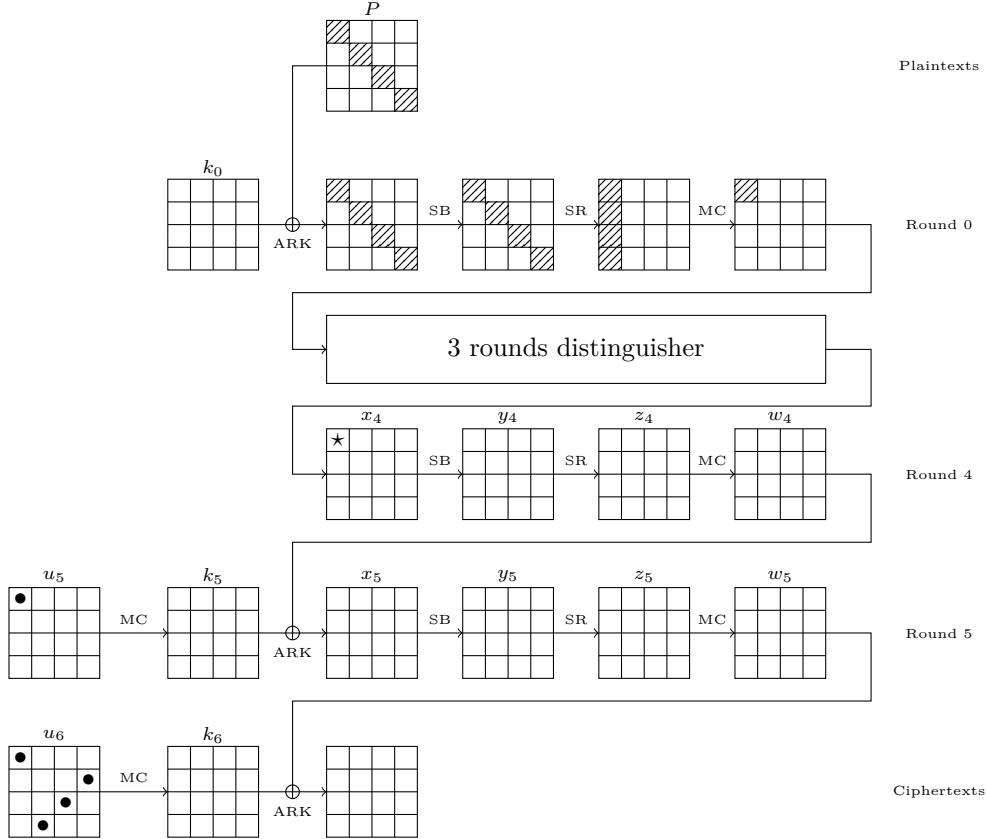 P
Plaintexts
k₀
SB
SR
MC
Round 0
ARK
3 rounds distinguisher
x₄
y₄
z₄
w₄
SB
SR
MC
Round 4
u₅
k₅
x₅
y₅
z₅
w₅
MC
SB
SR
MC
Round 5
ARK
u₆
k₆
MC
ARK
Ciphertexts